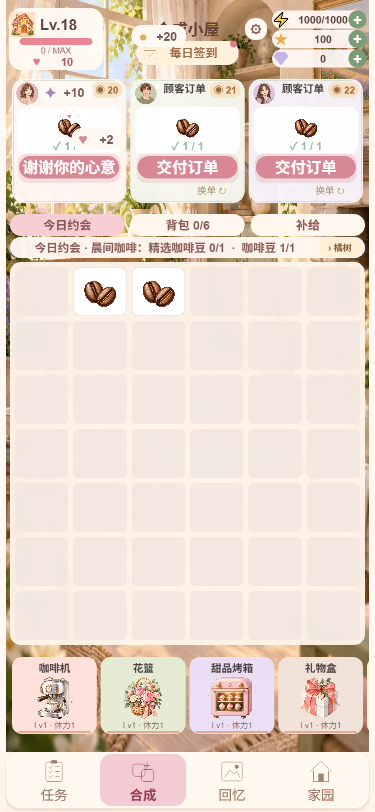 Lv.18
0 / MAX
10
小屋
+20
每日签到
1000/1000
100
0
+10
20
✓ 1
+2
谢谢你的心意
顾客订单
21
✓ 1 / 1
交付订单
换单 ↻
顾客订单
22
✓ 1 / 1
交付订单
换单 ↻
今日约会
背包 0/6
补给
今日约会 · 晨间咖啡：精选咖啡豆 0/1 · 咖啡豆 1/1
› 橘树
咖啡机
lv1 · 体力1
花篮
lv1 · 体力1
甜品烤箱
lv1 · 体力1
礼物盒
lv1 · 体力1
任务
合成
回忆
家园